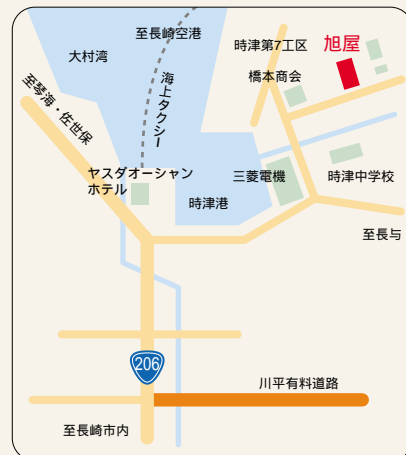 至長崎空港
時津第7工区
旭屋
大村湾
橋本商会
至琴海・佐世保
海上タクシー
ヤスダオーシャン
ホテル
三菱電機
時津中学校
時津港
至長与
206
川平有料道路
至長崎市内